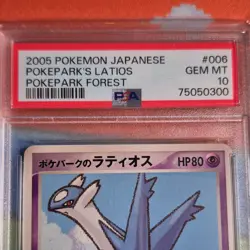 2005 POKEMON JAPANESE #006
POKEPARK'S LATIOS GEM MT
POKEPARK FOREST 10
PSA 75050300
ポケパークのラティオス HP80